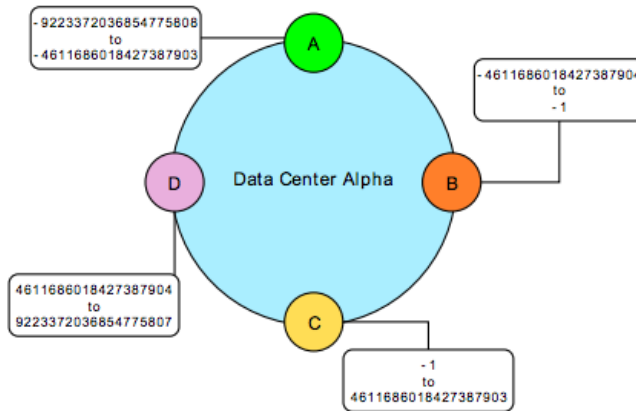 -9223372036854775808
to
-4611686018427387903
A
-4611686018427387904
to
-1
D
Data Center Alpha
B
4611686018427387904
to
9223372036854775807
C
-1
to
4611686018427387903